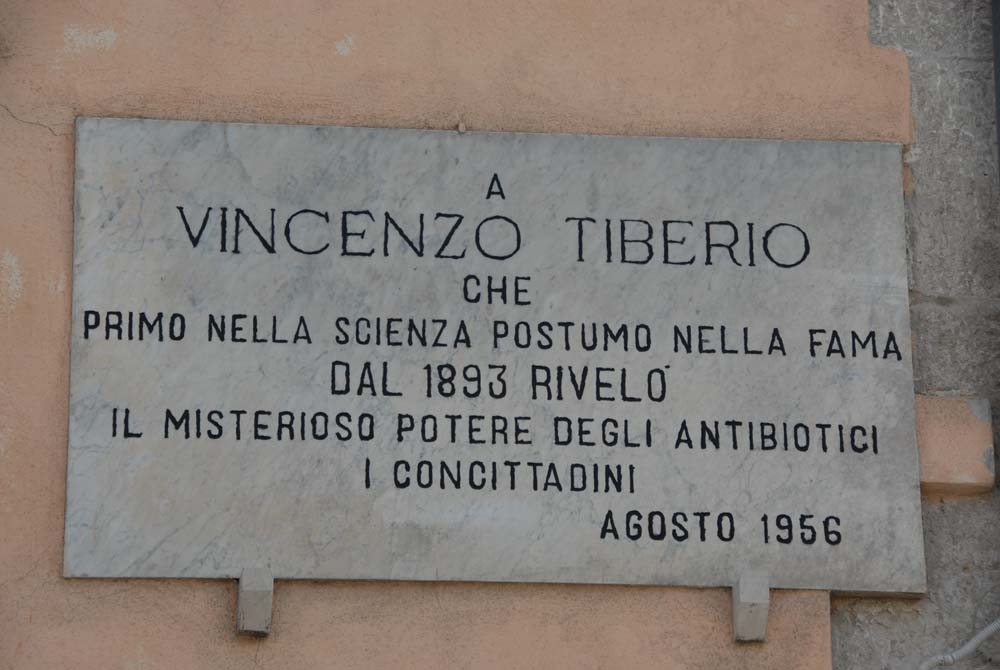 A
VINCENZO TIBERIO
CHE
PRIMO NELLA SCIENZA POSTUMO NELLA FAMA
DAL 1893 RIVELO'
IL MISTERIOSO POTERE DEGLI ANTIBIOTICI
I CONCITTADINI
AGOSTO 1956